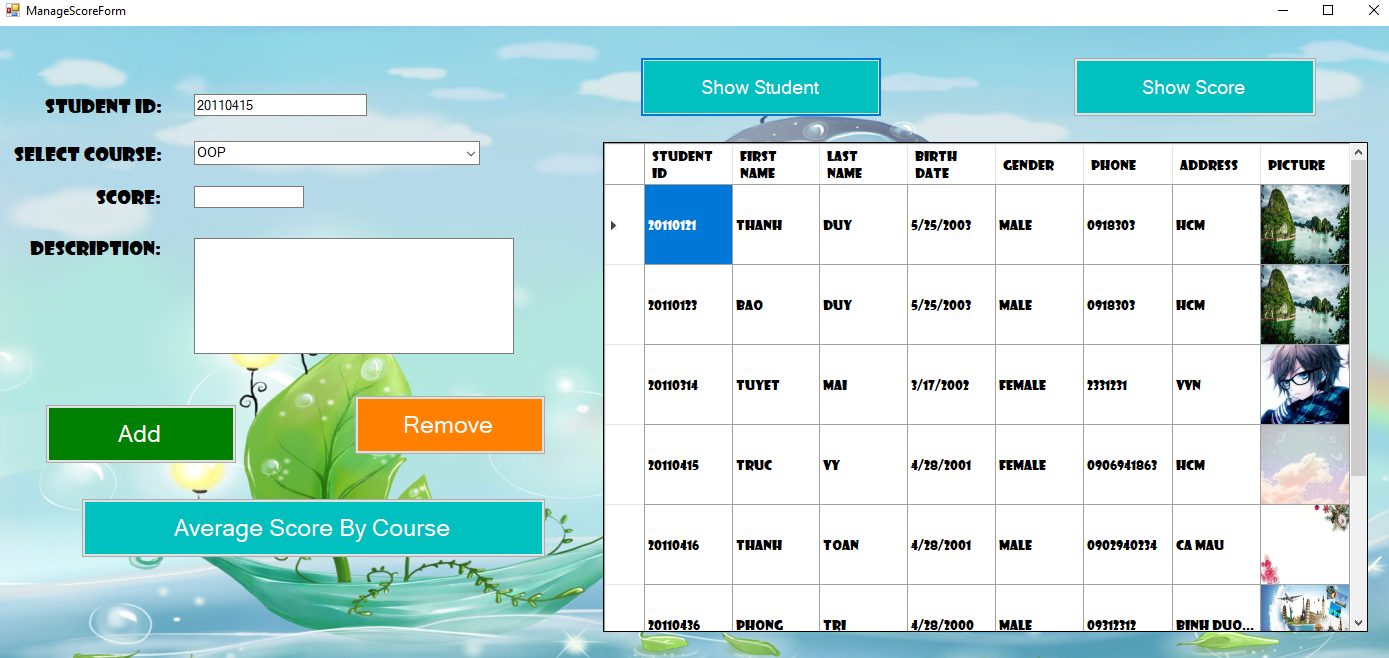 ManageScoreForm
STUDENT ID: 20110415
SELECT COURSE: OOP
SCORE:
DESCRIPTION:
Add
Remove
Average Score By Course
Show Student
Show Score
STUDENT ID FIRST NAME LAST NAME BIRTH DATE GENDER PHONE ADDRESS PICTURE
20110121 THANH DUY 5/25/2003 MALE 0918303 HCM
20110123 BAO DUY 5/25/2003 MALE 0918303 HCM
20110314 TUYET MAI 3/17/2002 FEMALE 2331231 VVN
20110415 TRUC VY 4/28/2001 FEMALE 0906941863 HCM
20110416 THANH TOAN 4/28/2001 MALE 0902940234 CA MAU
20110436 PHONG TRI 4/28/2000 MALE 09312312 BINH DUO...